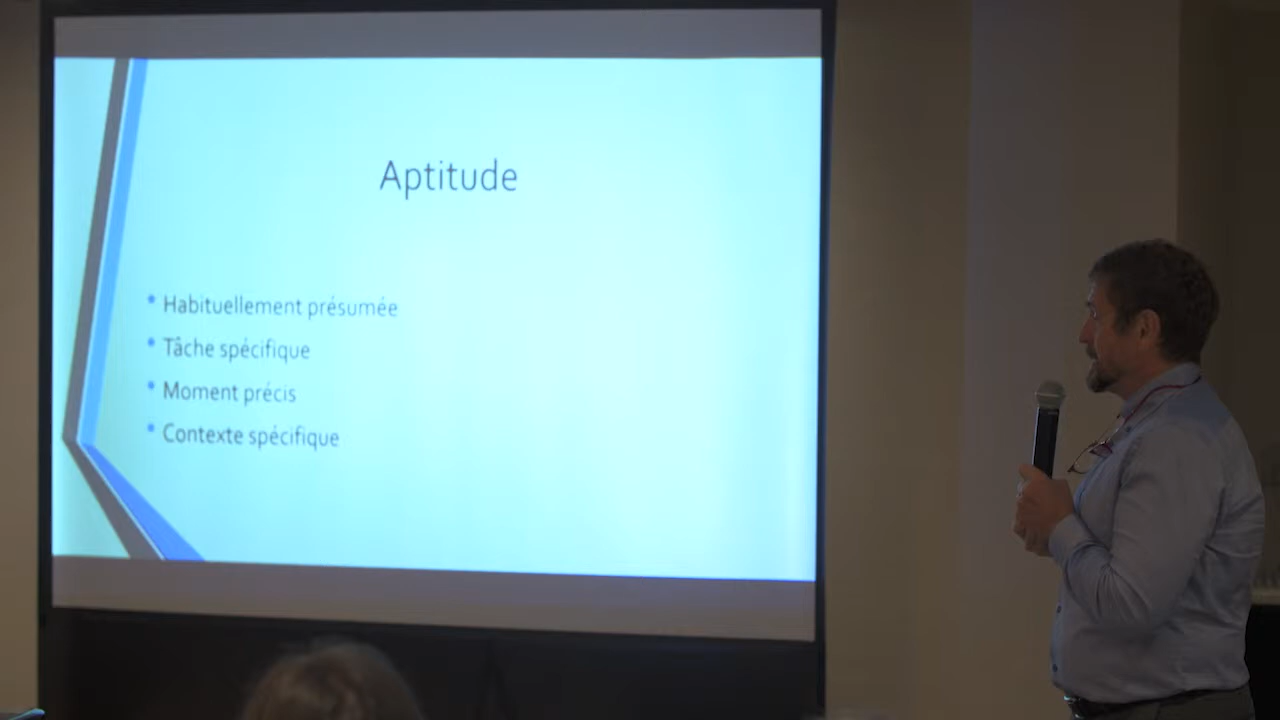 Aptitude
• Habituellement présumée
• Tâche spécifique
• Moment précis
• Contexte spécifique